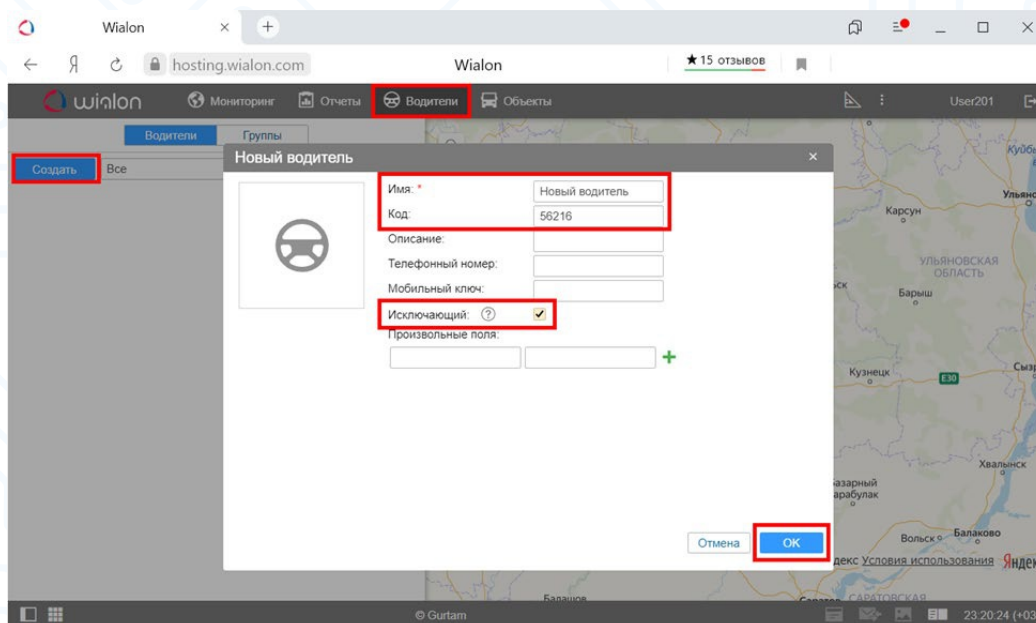 Wialon
hosting.wialon.com
Wialon
★ 15 отзывов
wialon
Мониторинг
Отчеты
Водители
Объекты
User201
Водители
Группы
Создать
Все
Новый водитель
Имя: *
Новый водитель
Код:
56216
Описание:
Телефонный номер:
Мобильный ключ:
Исключающий: ?
Произвольные поля:
Отмена
OK
Карсун
УЛЬЯНОВСКАЯ
ОБЛАСТЬ
Барыш
Кузнецк
E30
Хвалынск
Вольск
Балаково
Условия использования
© Gurtam
23:20:24 (+03